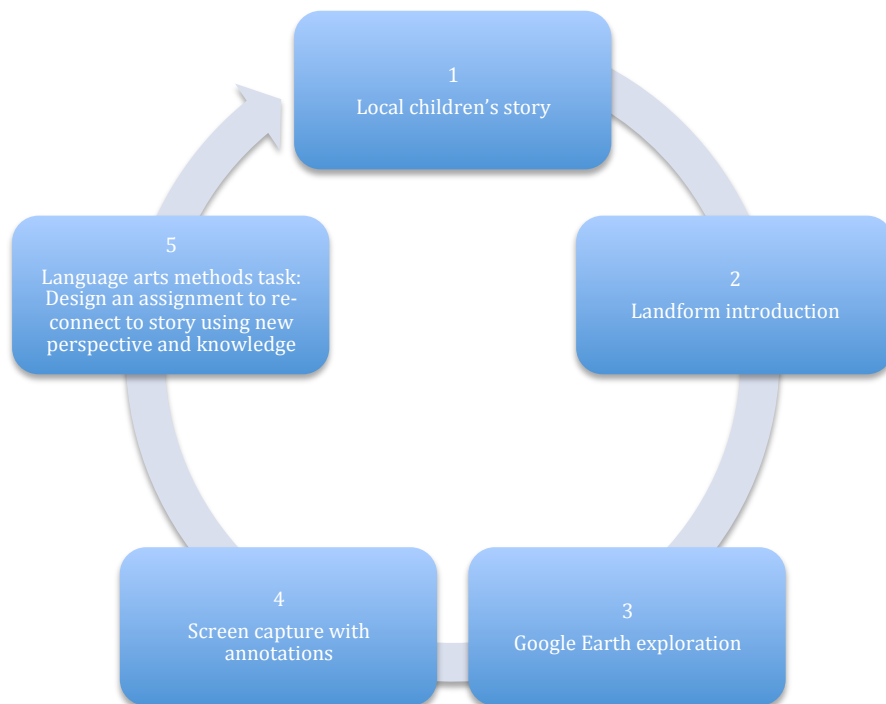 1
Local children’s story
2
Landform introduction
3
Google Earth exploration
4
Screen capture with
annotations
5
Language arts methods task:
Design an assignment to re-
connect to story using new
perspective and knowledge